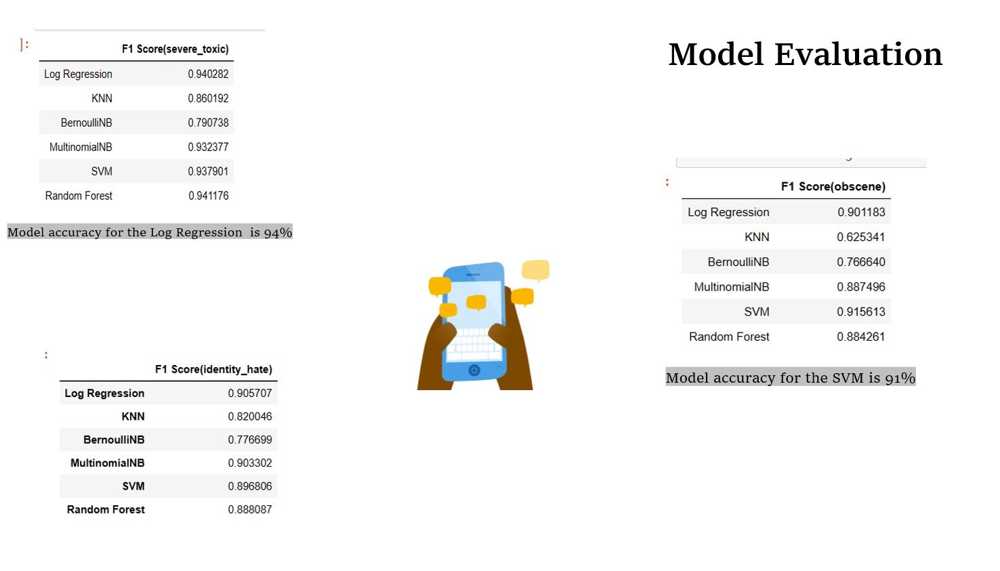 Model Evaluation
]:
F1 Score(severe_toxic)
Log Regression 0.940282
KNN 0.860192
BernoulliNB 0.790738
MultinomialNB 0.932377
SVM 0.937901
Random Forest 0.941176
Model accuracy for the Log Regression is 94%
:
F1 Score(obscene)
Log Regression 0.901183
KNN 0.625341
BernoulliNB 0.766640
MultinomialNB 0.887496
SVM 0.915613
Random Forest 0.884261
Model accuracy for the SVM is 91%
:
F1 Score(identity_hate)
Log Regression 0.905707
KNN 0.820046
BernoulliNB 0.776699
MultinomialNB 0.903302
SVM 0.896806
Random Forest 0.888087